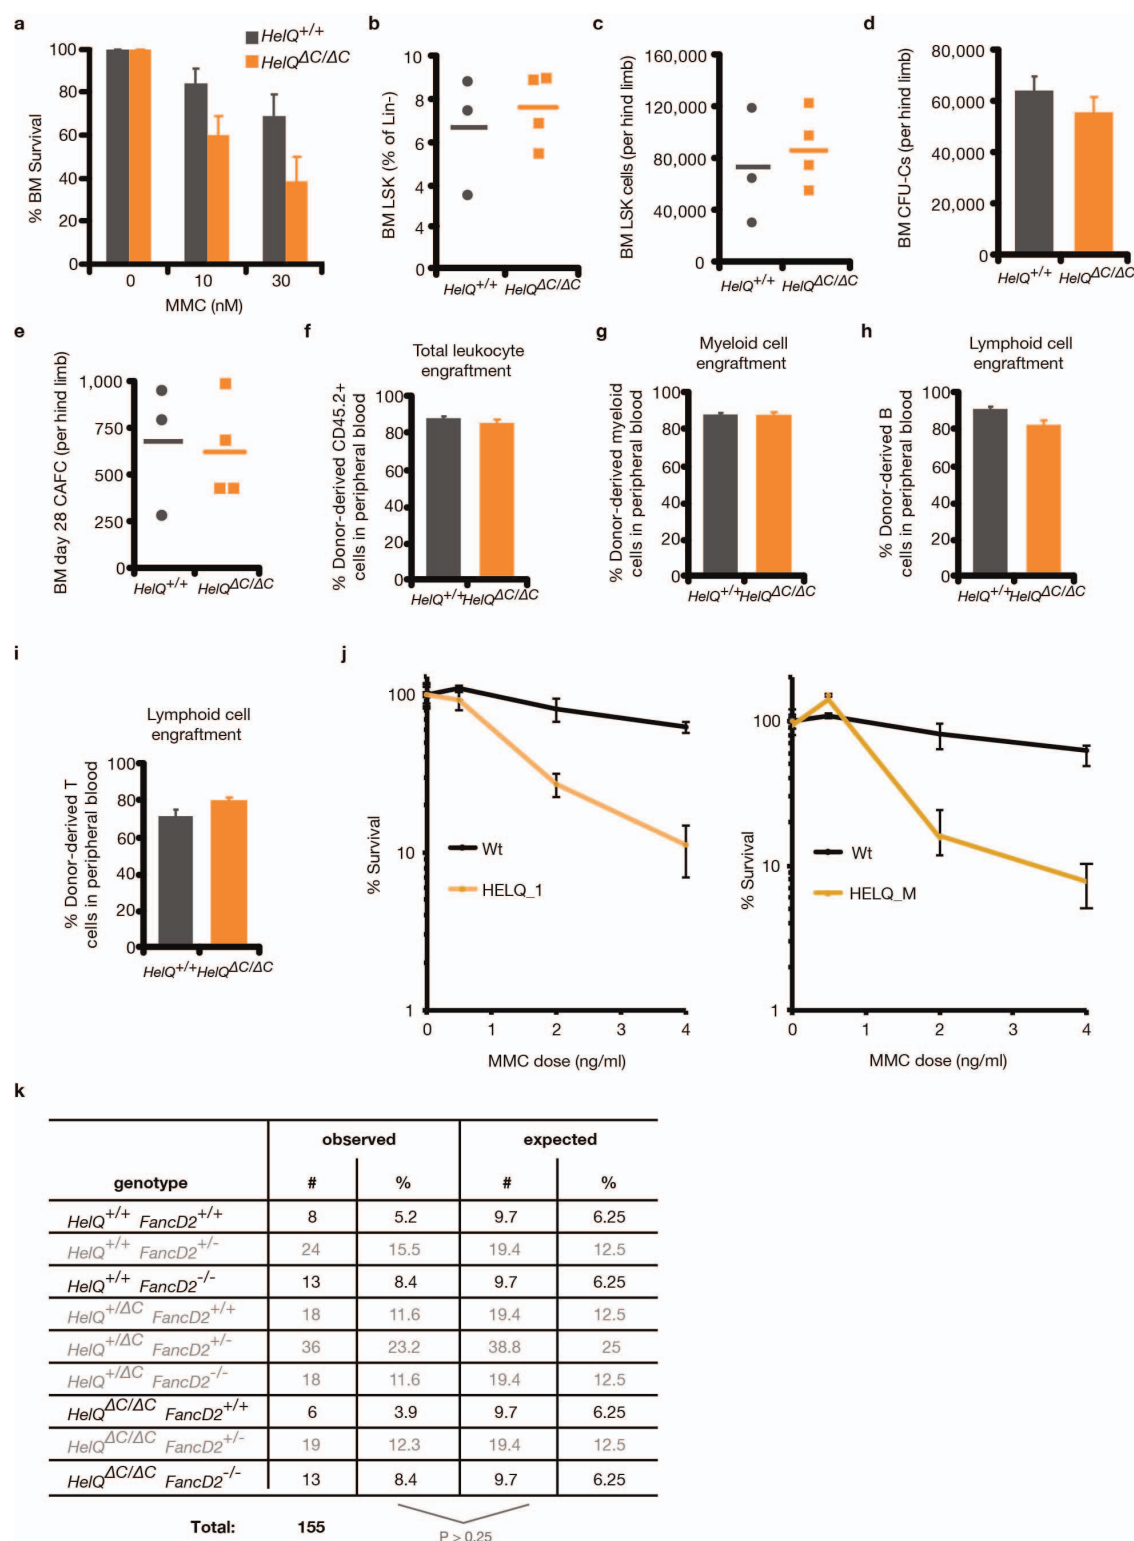 a
HelQ+/+
HelQΔC/ΔC
% BM Survival
100
80
60
40
20
0
0 10 30
MMC (nM)
b
BM LSK (% of Lin-)
10
8
6
4
4
0
HelQ+/+ HelQΔC/ΔC
c
BM LSK cells (per hind limb)
160,000
120,000
80,000
40,000
0
HelQ+/+ HelQΔC/ΔC
d
BM CFU-Cs (per hind limb)
80,000
60,000
40,000
20,000
0
HelQ+/+ HelQΔC/ΔC
e
BM day 28 CAFC (per hind limb)
1,000
750
500
250
0
HelQ+/+ HelQΔC/ΔC
f
Total leukocyte
engraftment
% Donor-derived CD45.2+
cells in peripheral blood
100
80
60
40
20
0
HelQ+/+HelQΔC/ΔC
g
Myeloid cell
engraftment
% Donor-derived myeloid
cells in peripheral blood
100
80
60
40
20
0
HelQ+/+HelQΔC/ΔC
h
Lymphoid cell
engraftment
% Donor-derived B
cells in peripheral blood
100
80
60
40
20
0
HelQ+/+HelQΔC/ΔC
i
Lymphoid cell
engraftment
% Donor-derived T
cells in peripheral blood
100
80
60
40
20
0
HelQ+/+HelQΔC/ΔC
j
% Survival
100
10
1
Wt
HELQ_1
0 1 2 3 4
MMC dose (ng/ml)
% Survival
100
10
1
Wt
HELQ_M
0 1 2 3 4
MMC dose (ng/ml)
k
observed expected
genotype # % # %
HelQ+/+ FancD2+/+ 8 5.2 9.7 6.25
HelQ+/+ FancD2+/- 24 15.5 19.4 12.5
HelQ+/+ FancD2-/- 13 8.4 9.7 6.25
HelQ+/ΔC FancD2+/+ 18 11.6 19.4 12.5
HelQ+/ΔC FancD2+/- 36 23.2 38.8 25
HelQ+/ΔC FancD2-/- 18 11.6 19.4 12.5
HelQΔC/ΔC FancD2+/+ 6 3.9 9.7 6.25
HelQΔC/ΔC FancD2+/- 19 12.3 19.4 12.5
HelQΔC/ΔC FancD2-/- 13 8.4 9.7 6.25
Total: 155
P > 0.25